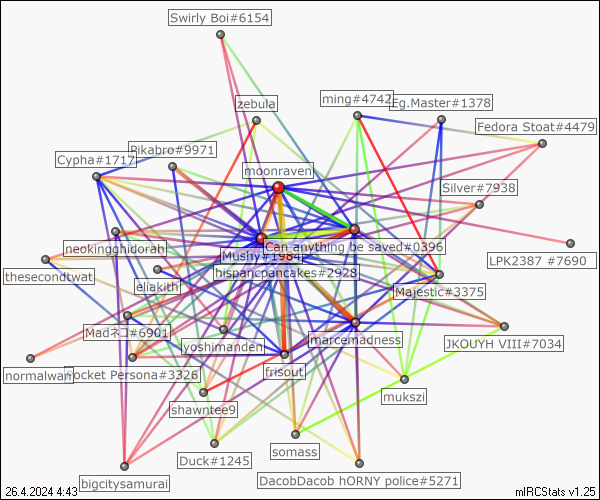 Swirly Boi#6154
zebula
ming#4742
Eg.Master#1378
Fedora Stoat#4479
Pikabro#9971
Cypha#1717
moonraven
Silver#7938
neokingghidorah
Can anything be saved#0396
Mushy#1984
LPK2387 #7690
hispancpancakes#2928
thesecondtwat
eliakith
Majestic#3375
Madネコ#6901
yoshimanden
marcemadness
JKOUYH VIII#7034
normalwan
ocket Persona#3326
frisout
mukszi
shawntee9
Duck#1245
somass
bigcitysamurai
DacobDacob hORNY police#5271
26.4.2024 4:43
mIRCStats v1.25